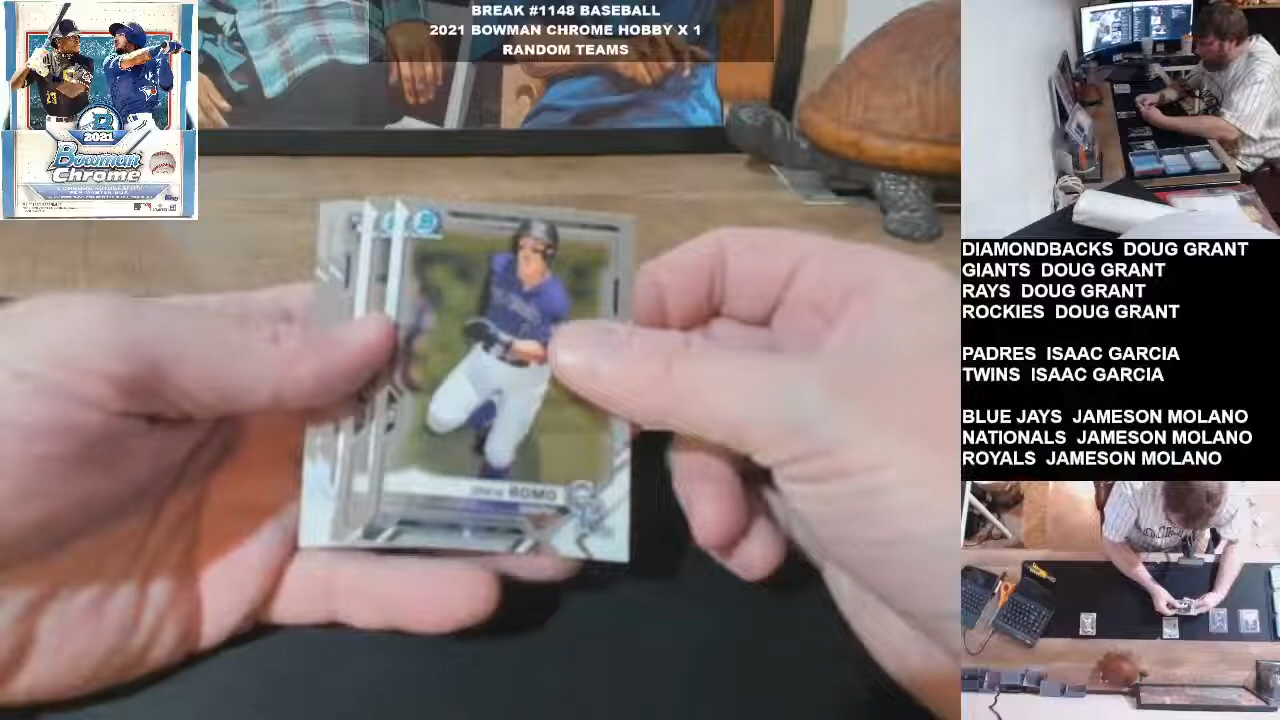 BREAK #1148 BASEBALL
2021 BOWMAN CHROME HOBBY X 1
RANDOM TEAMS
2021
Bowman
Chrome
ROMO
DIAMONDBACKS DOUG GRANT
GIANTS DOUG GRANT
RAYS DOUG GRANT
ROCKIES DOUG GRANT
PADRES ISAAC GARCIA
TWINS ISAAC GARCIA
BLUE JAYS JAMESON MOLANO
NATIONALS JAMESON MOLANO
ROYALS JAMESON MOLANO